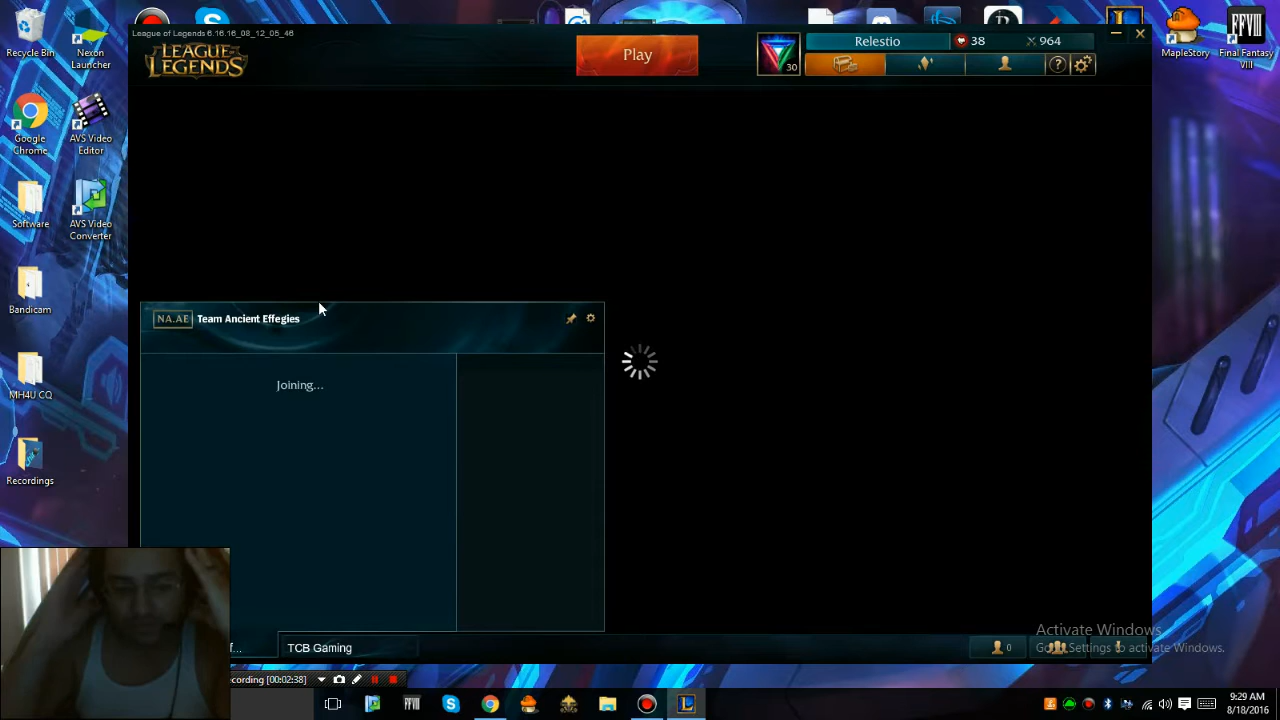 League of Legends 6.16.16_08_12_05_46
LEAGUE OF LEGENDS
Play
30
Relestio
38
964
?
Recycle Bin
Nexon Launcher
MapleStory
Final Fantasy VIII
FFVIII
Google Chrome
AVS Video Editor
Software
AVS Video Converter
Bandicam
MH4U CQ
Recordings
NA.AE
Team Ancient Effegies
Joining...
f...
TCB Gaming
0
Activate Windows
Settings to activate Windows.
cording [00:02:38]
9:29 AM
8/18/2016